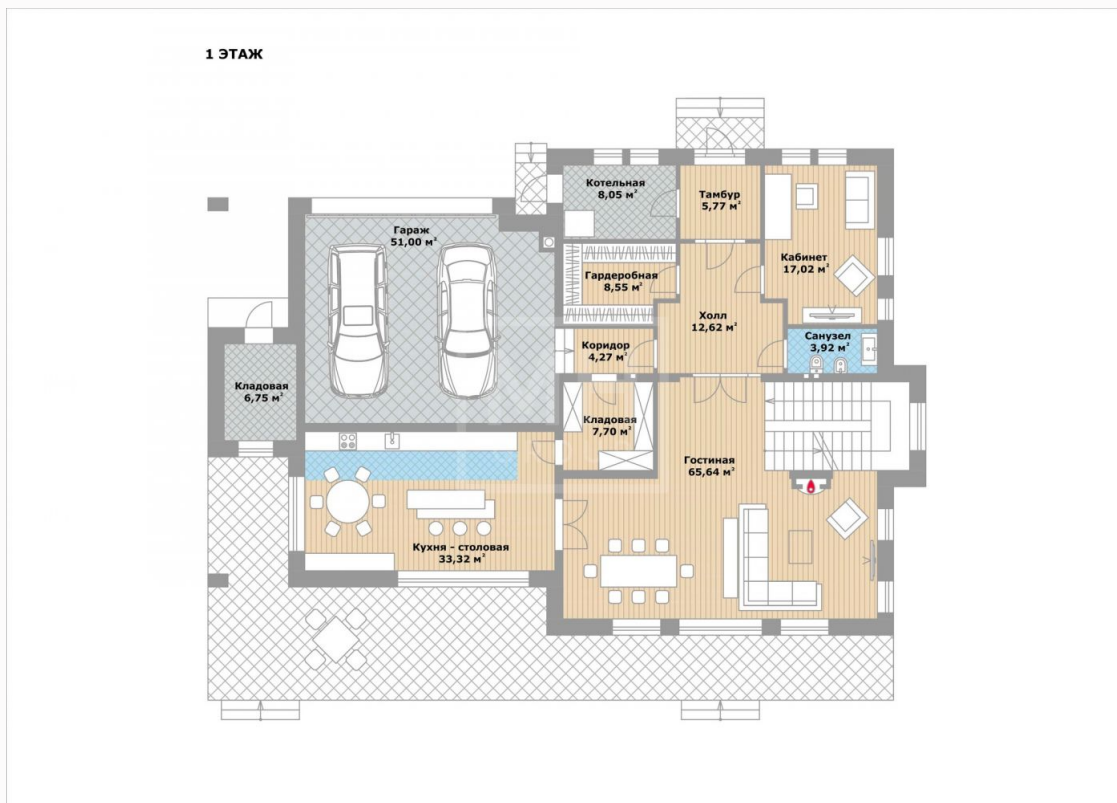 1 ЭТАЖ
Котельная
8,05 м²
Тамбур
5,77 м²
Гараж
51,00 м²
Кабинет
17,02 м²
Гардеробная
8,55 м²
Холл
12,62 м²
Санузел
3,92 м²
Коридор
4,27 м²
Кладовая
6,75 м²
Кладовая
7,70 м²
Гостиная
65,64 м²
Кухня - столовая
33,32 м²